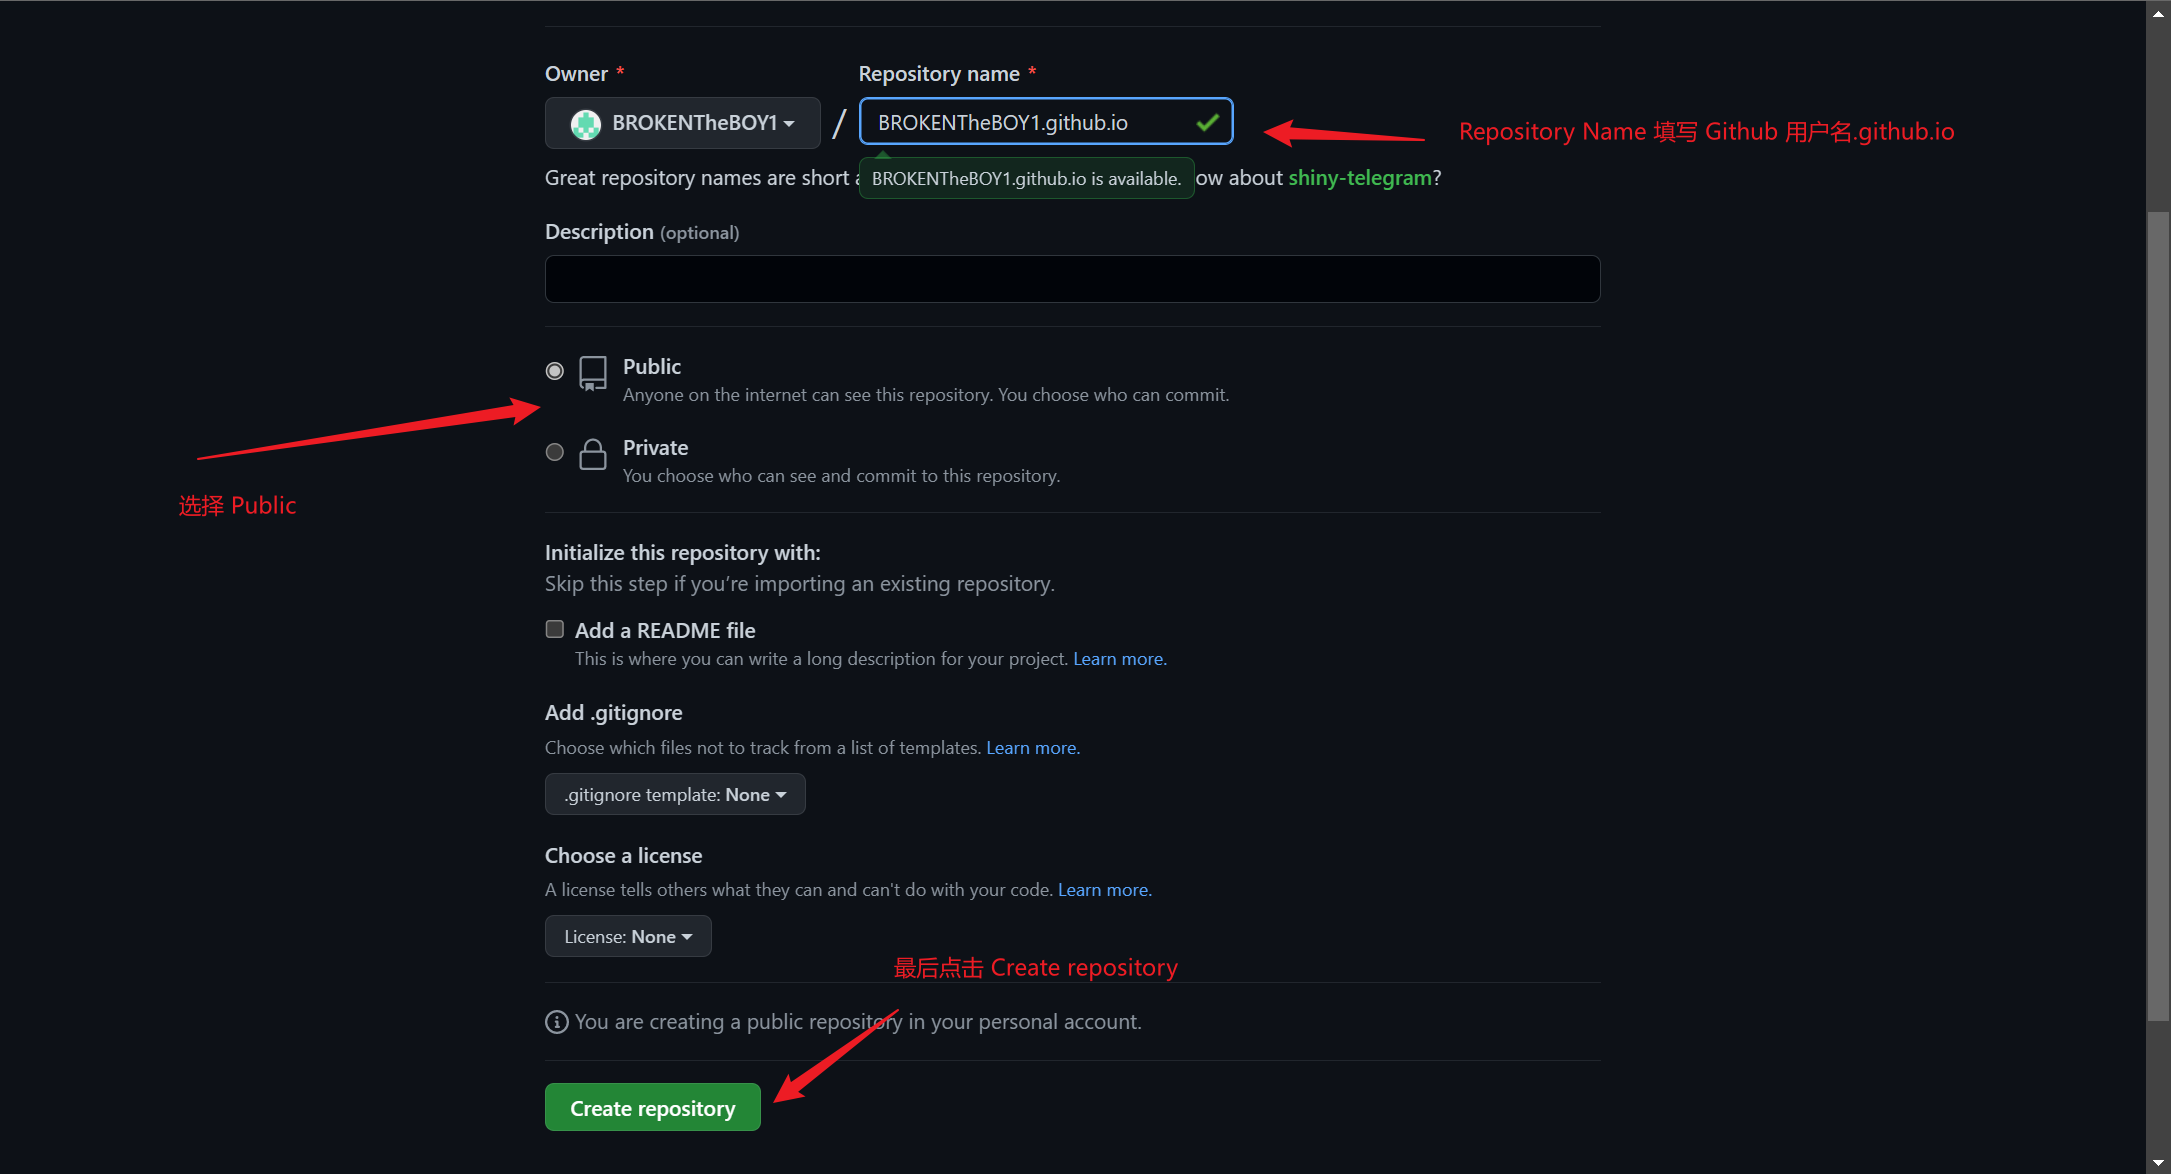 Owner *
Repository name *
BROKENTheBOY1 / BROKENTheBOY1.github.io
Repository Name 填写 Github 用户名.github.io
Great repository names are short a
BROKENTheBOY1.github.io is available.
ow about shiny-telegram?
Description (optional)
Public
Anyone on the internet can see this repository. You choose who can commit.
Private
You choose who can see and commit to this repository.
选择 Public
Initialize this repository with:
Skip this step if you’re importing an existing repository.
Add a README file
This is where you can write a long description for your project. Learn more.
Add .gitignore
Choose which files not to track from a list of templates. Learn more.
.gitignore template: None
Choose a license
A license tells others what they can and can't do with your code. Learn more.
License: None
最后点击 Create repository
You are creating a public repository in your personal account.
Create repository